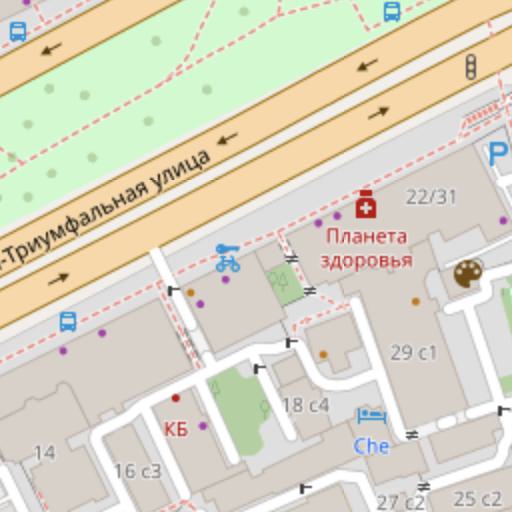 -Триумфальная улица
P
22/31
Планета
здоровья
29 с1
18 с4
КБ
Che
14
16 с3
27 с2
25 с2